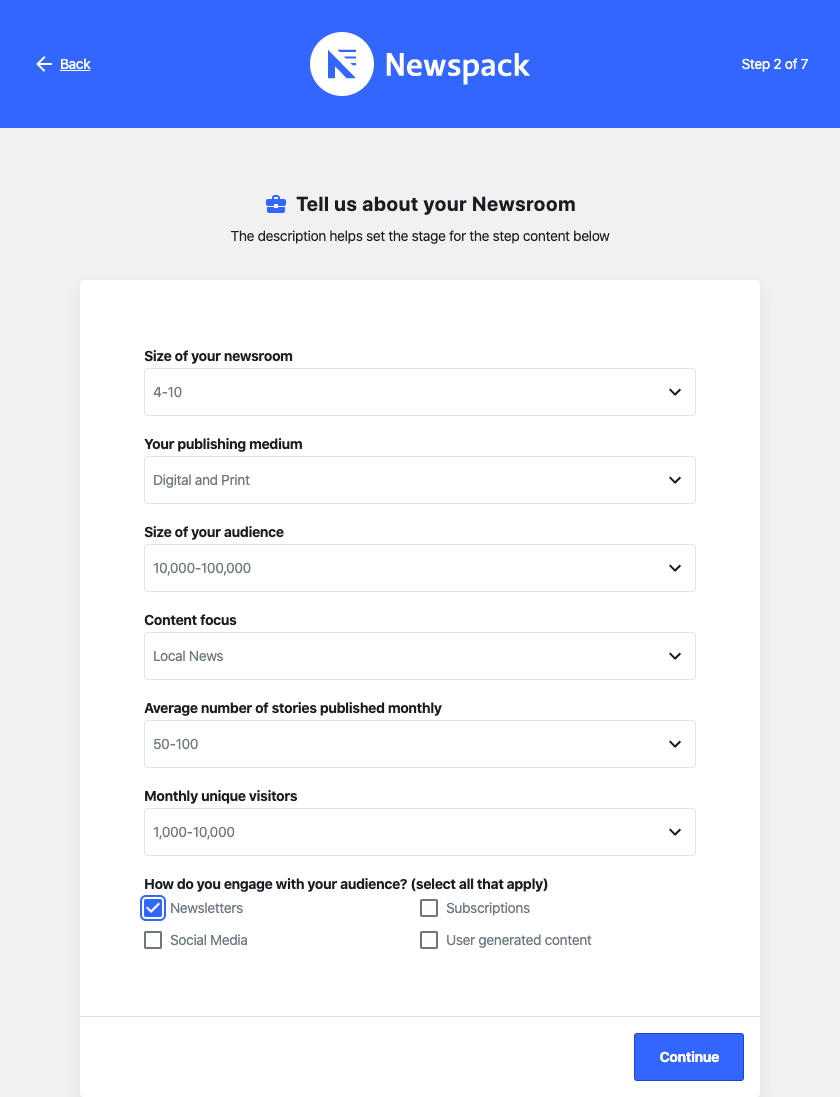 Back
Newspack
Step 2 of 7
Tell us about your Newsroom
The description helps set the stage for the step content below
Size of your newsroom
4-10
Your publishing medium
Digital and Print
Size of your audience
10,000-100,000
Content focus
Local News
Average number of stories published monthly
50-100
Monthly unique visitors
1,000-10,000
How do you engage with your audience? (select all that apply)
Newsletters
Subscriptions
Social Media
User generated content
Continue